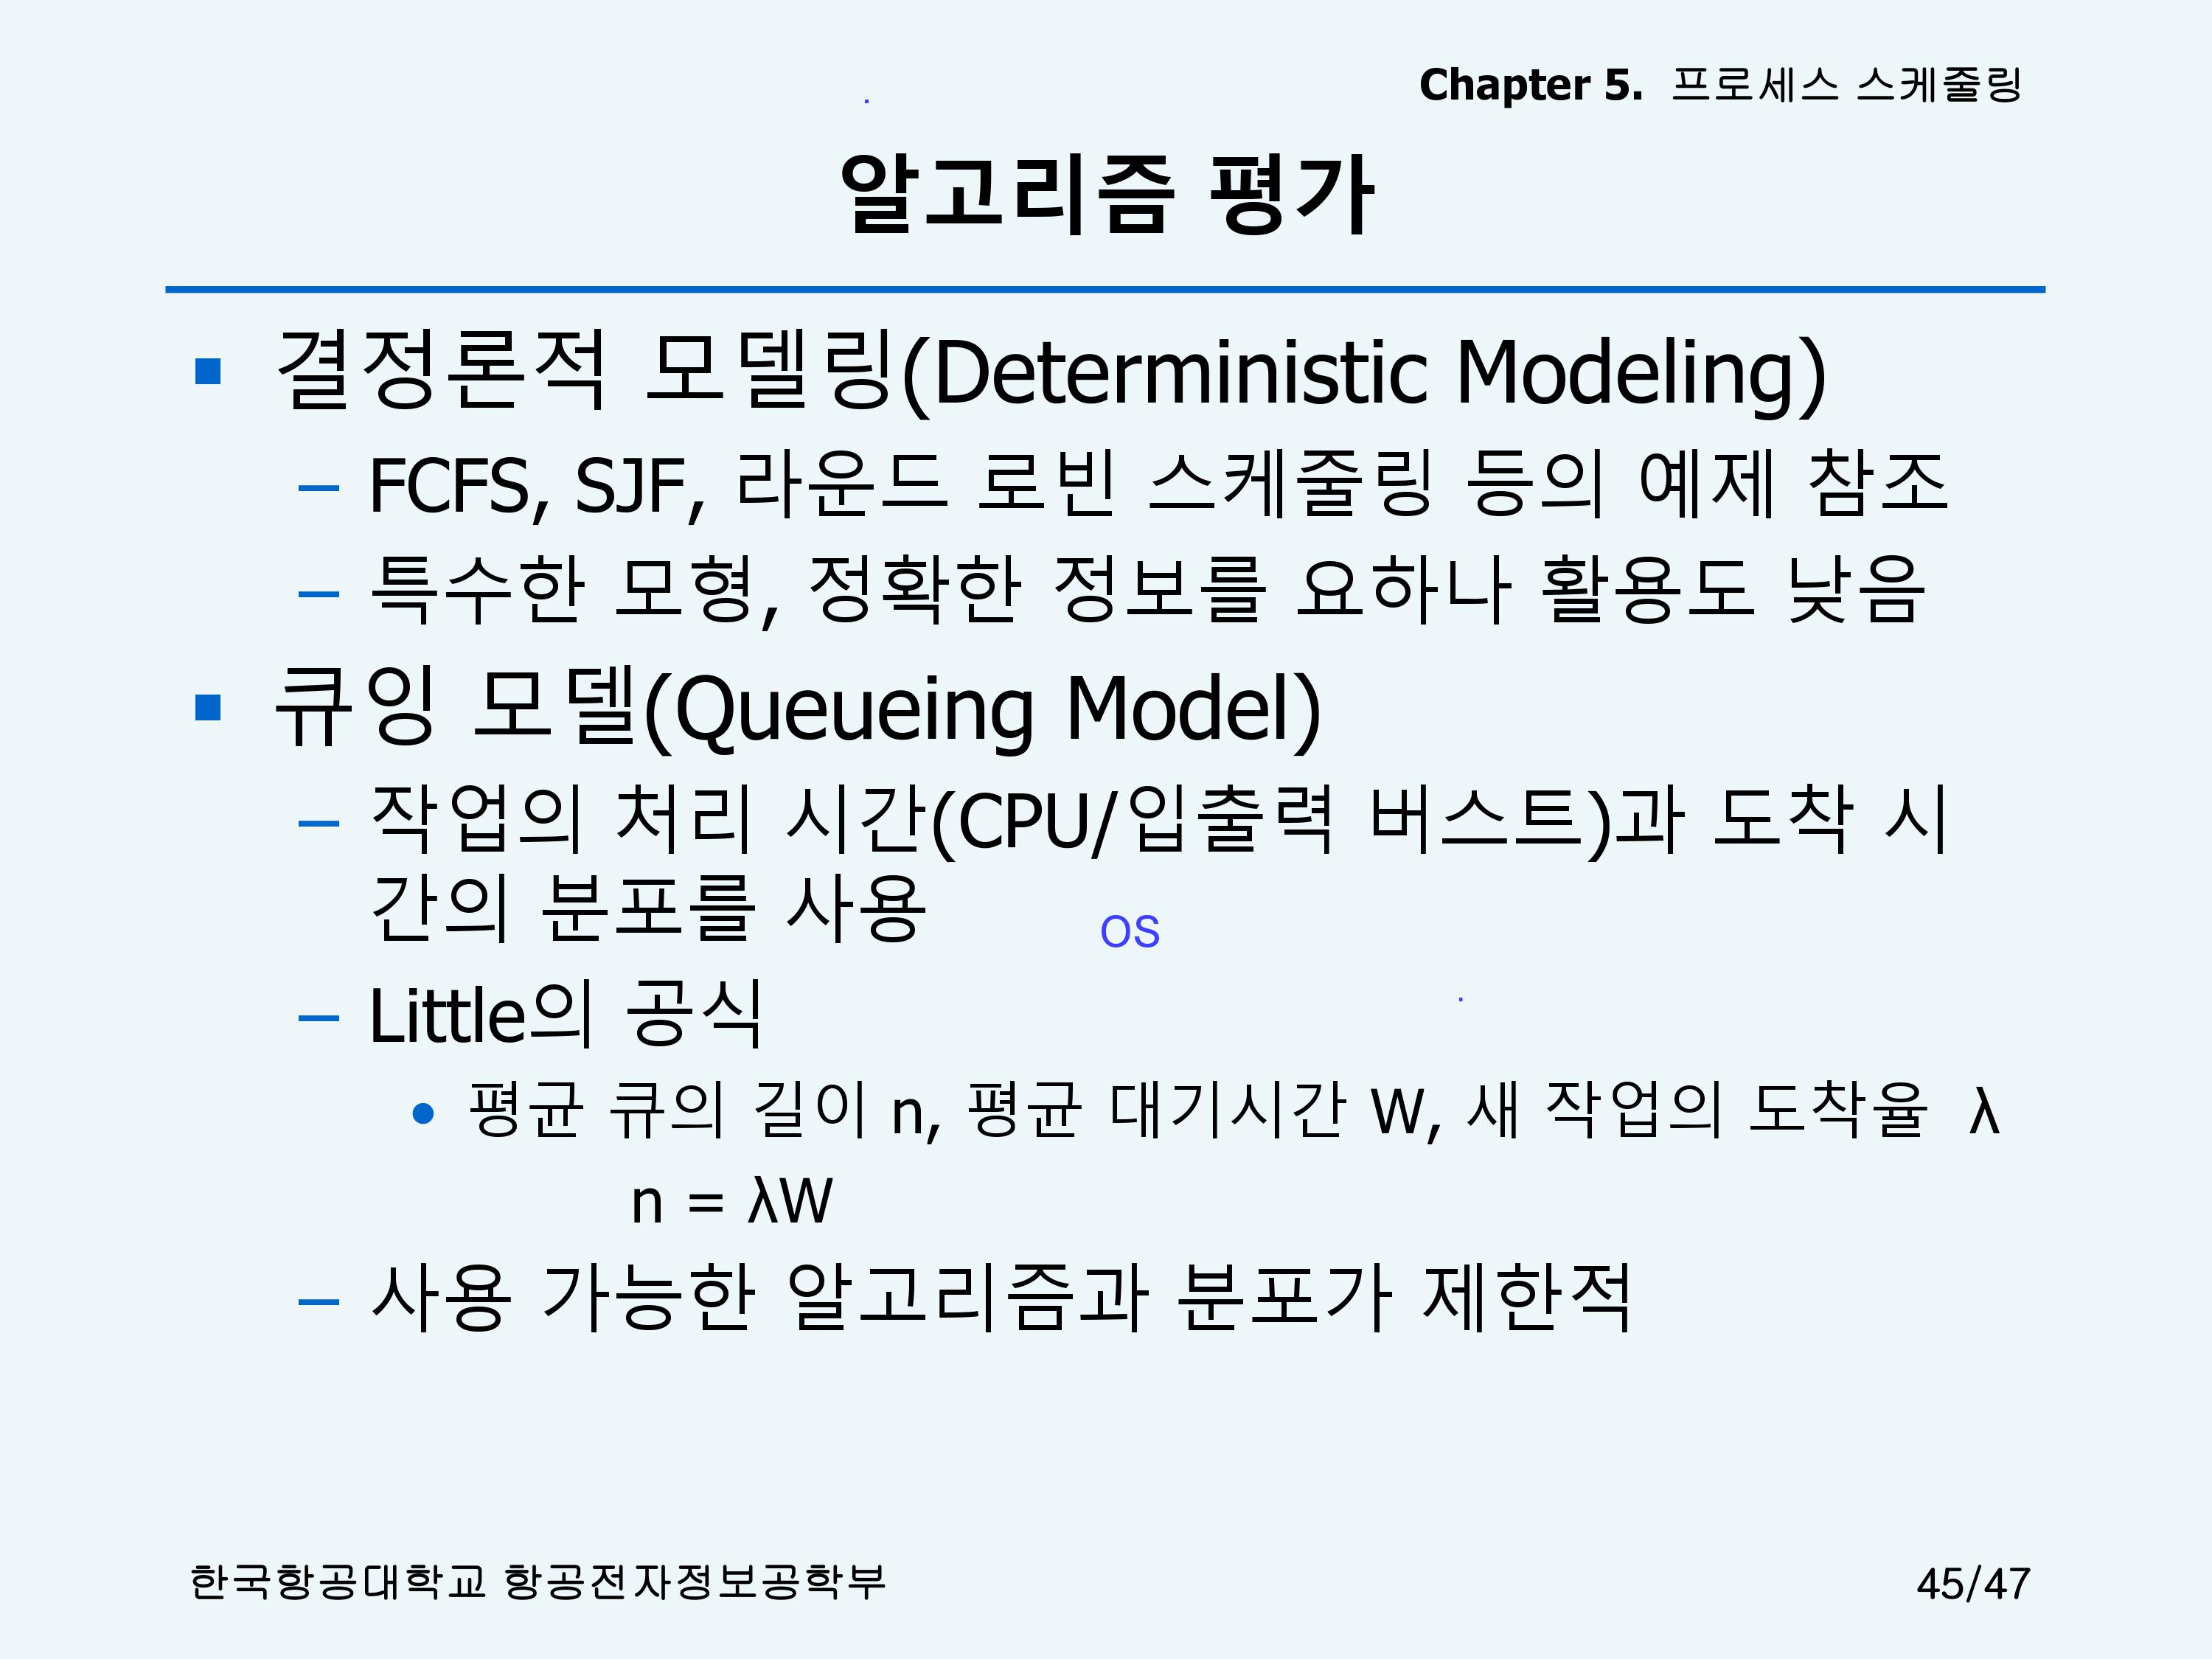 Chapter 5. 프로세스 스케줄링
알고리즘 평가
결정론적 모델링(Deterministic Modeling)
– FCFS, SJF, 라운드 로빈 스케줄링 등의 예제 참조
– 특수한 모형, 정확한 정보를 요하나 활용도 낮음
큐잉 모델(Queueing Model)
– 작업의 처리 시간(CPU/입출력 버스트)과 도착 시
간의 분포를 사용
OS
– Little의 공식
• 평균 큐의 길이 n, 평균 대기시간 W, 새 작업의 도착율 λ
n = λW
– 사용 가능한 알고리즘과 분포가 제한적
한국항공대학교 항공전자정보공학부
45/47